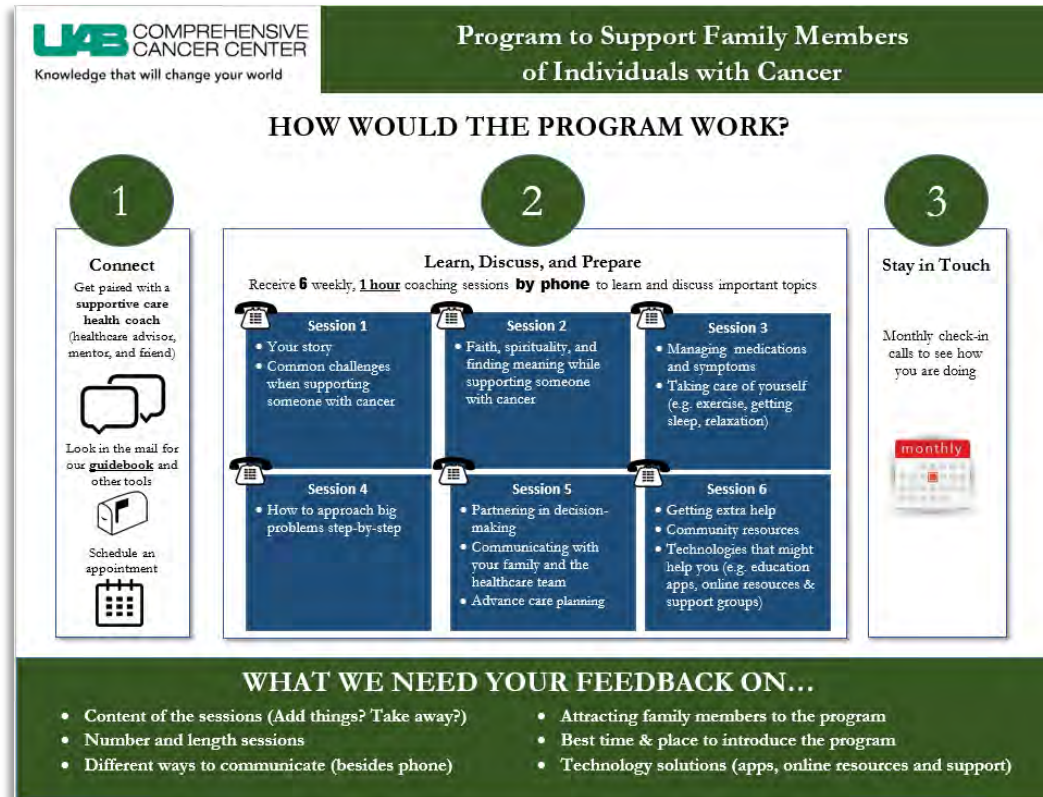 UAB COMPREHENSIVE
CANCER CENTER
Knowledge that will change your world
Program to Support Family Members
of Individuals with Cancer
HOW WOULD THE PROGRAM WORK?
1
Connect
Get paired with a
supportive care
health coach
(healthcare advisor,
mentor, and friend)
Look in the mail for
our guidebook and
other tools
Schedule an
appointment
2
Learn, Discuss, and Prepare
Receive 6 weekly, 1 hour coaching sessions by phone to learn and discuss important topics
Session 1
• Your story
• Common challenges
when supporting
someone with cancer
Session 2
• Faith, spirituality, and
finding meaning while
supporting someone
with cancer
Session 3
• Managing medications
and symptoms
• Taking care of yourself
(e.g. exercise, getting
sleep, relaxation)
Session 4
• How to approach big
problems step-by-step
Session 5
• Partnering in decision-
making
• Communicating with
your family and the
healthcare team
• Advance care planning
Session 6
• Getting extra help
• Community resources
• Technologies that might
help you (e.g. education
apps, online resources &
support groups)
3
Stay in Touch
Monthly check-in
calls to see how
you are doing
monthly
WHAT WE NEED YOUR FEEDBACK ON...
• Content of the sessions (Add things? Take away?)
• Number and length sessions
• Different ways to communicate (besides phone)
• Attracting family members to the program
• Best time & place to introduce the program
• Technology solutions (apps, online resources and support)